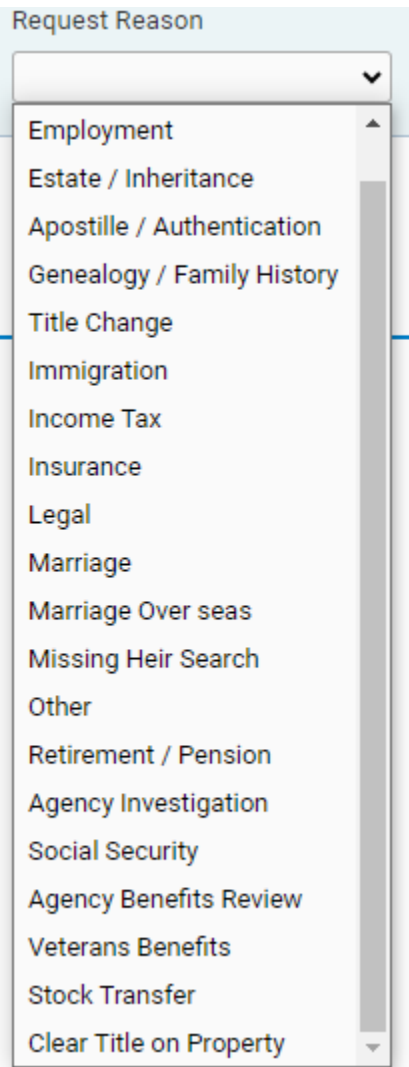 Request Reason
Employment
Estate / Inheritance
Apostille / Authentication
Genealogy / Family History
Title Change
Immigration
Income Tax
Insurance
Legal
Marriage
Marriage Over seas
Missing Heir Search
Other
Retirement / Pension
Agency Investigation
Social Security
Agency Benefits Review
Veterans Benefits
Stock Transfer
Clear Title on Property